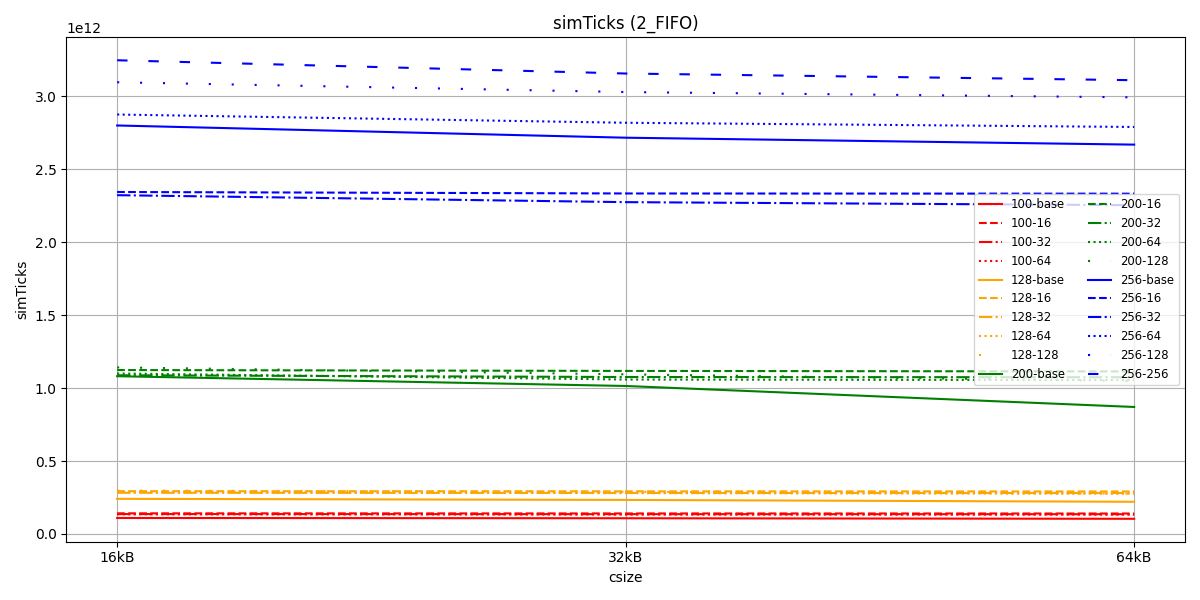 simTicks (2_FIFO)
1e12
3.0
2.5
2.0
1.5
1.0
0.5
0.0
simTicks
16kB
32kB
64kB
csize
100-base
100-16
100-32
100-64
128-base
128-16
128-32
128-64
128-128
200-base
200-16
200-32
200-64
200-128
256-base
256-16
256-32
256-64
256-128
256-256